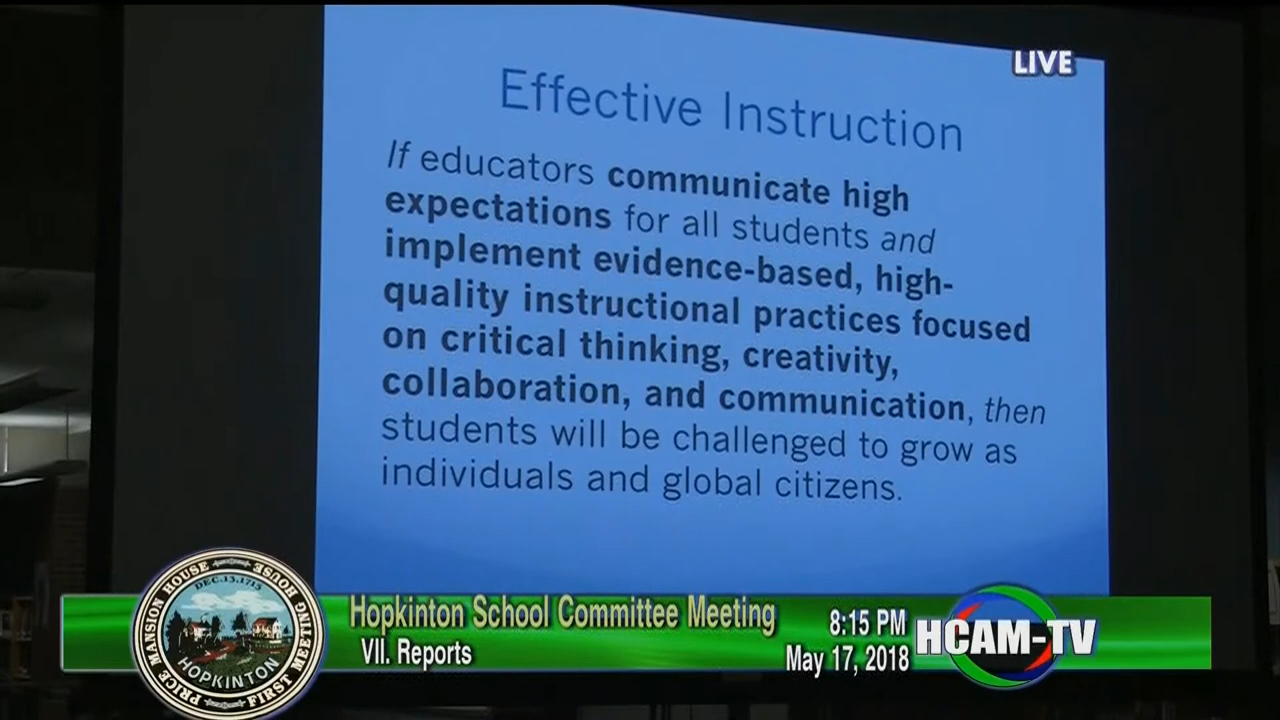 LIVE
Effective Instruction
If educators communicate high
expectations for all students and
implement evidence-based, high-
quality instructional practices focused
on critical thinking, creativity,
collaboration, and communication, then
students will be challenged to grow as
individuals and global citizens.
PRICE MANSION HOUSE
FIRST MEETING HOUSE
DEC.13.1715
HOPKINTON
Hopkinton School Committee Meeting
VII. Reports
8:15 PM
May 17, 2018
HCAM-TV